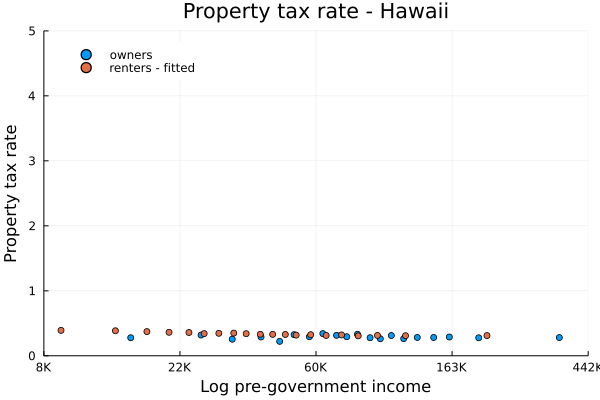 Property tax rate - Hawaii
5
owners
renters - fitted
4
3
2
1
0
Property tax rate
8K 22K 60K 163K 442K
Log pre-government income